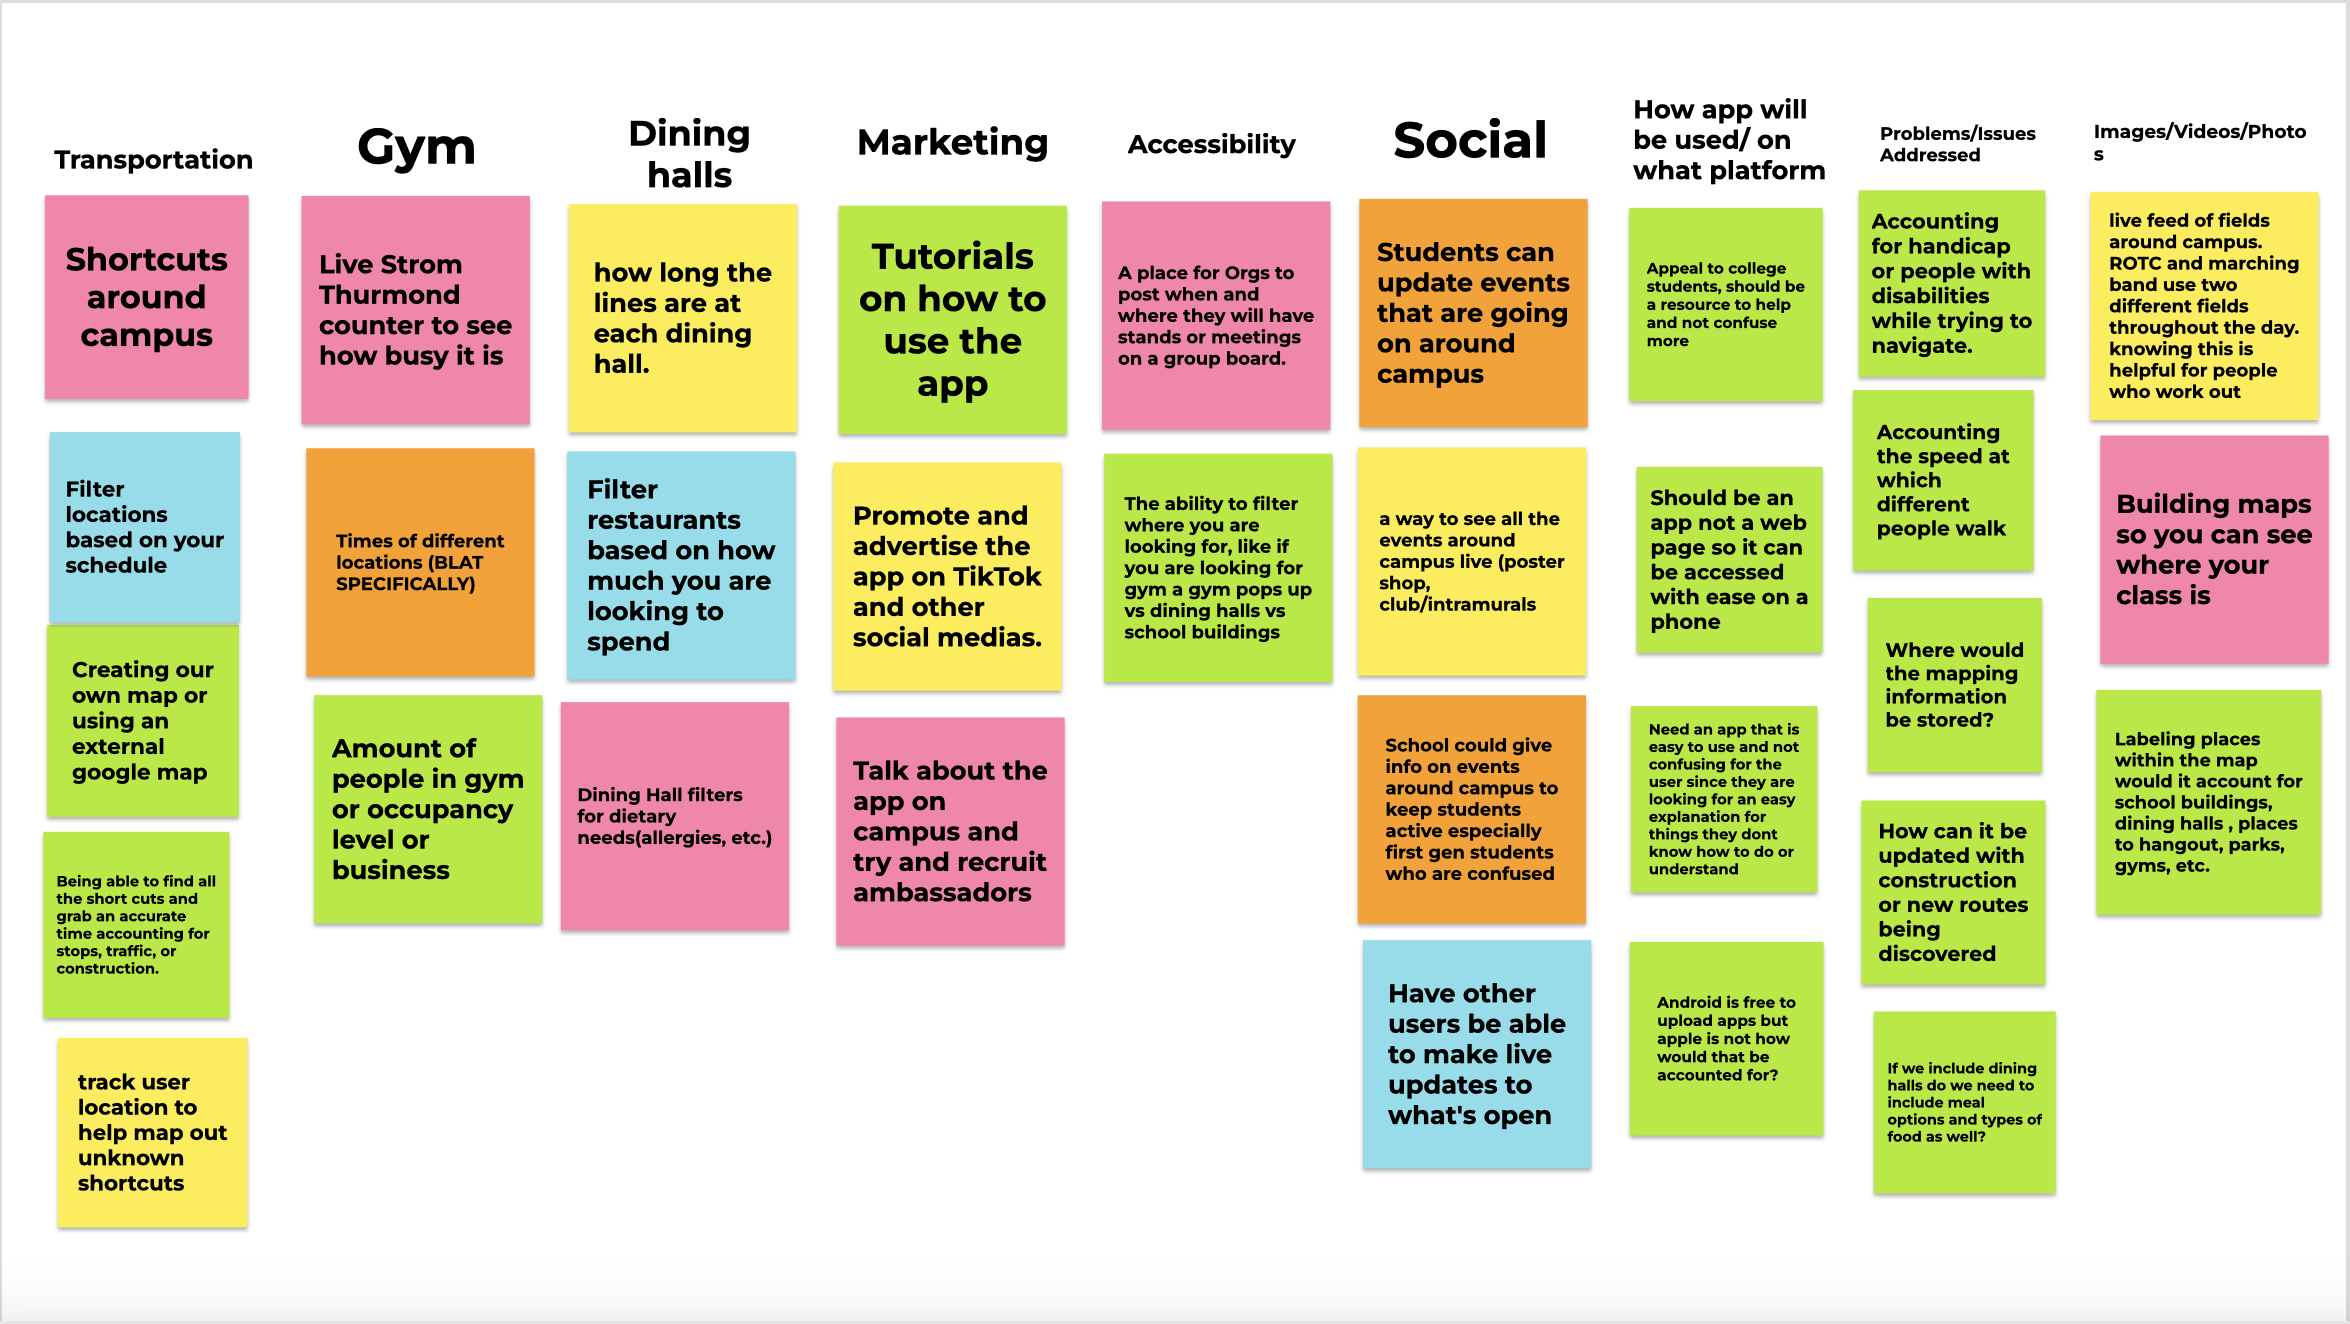 Transportation
Shortcuts
around
campus
Filter
locations
based on your
schedule
Creating our
own map or
using an
external
google map
Being able to find all
the short cuts and
grab an accurate
time accounting for
stops, traffic, or
construction.
track user
location to
help map out
unknown
shortcuts
Gym
Live Strom
Thurmond
counter to see
how busy it is
Times of different
locations (BLAT
SPECIFICALLY)
Amount of
people in gym
or occupancy
level or
business
Dining
halls
how long the
lines are at
each dining
hall.
Filter
restaurants
based on how
much you are
looking to
spend
Dining Hall filters
for dietary
needs(allergies, etc.)
Marketing
Tutorials
on how to
use the
app
Promote and
advertise the
app on TikTok
and other
social medias.
Talk about the
app on
campus and
try and recruit
ambassadors
Accessibility
A place for Orgs to
post when and
where they will have
stands or meetings
on a group board.
The ability to filter
where you are
looking for, like if
you are looking for
gym a gym pops up
vs dining halls vs
school buildings
Social
Students can
update events
that are going
on around
campus
a way to see all the
events around
campus live (poster
shop,
club/intramurals
School could give
info on events
around campus to
keep students
active especially
first gen students
who are confused
Have other
users be able
to make live
updates to
what's open
How app will
be used/ on
what platform
Appeal to college
students, should be
a resource to help
and not confuse
more
Should be an
app not a web
page so it can
be accessed
with ease on a
phone
Need an app that is
easy to use and not
confusing for the
user since they are
looking for an easy
explanation for
things they dont
know how to do or
understand
Android is free to
upload apps but
apple is not how
would that be
accounted for?
Problems/Issues
Addressed
Accounting
for handicap
or people with
disabilities
while trying to
navigate.
Accounting
the speed at
which
different
people walk
Where would
the mapping
information
be stored?
How can it be
updated with
construction
or new routes
being
discovered
If we include dining
halls do we need to
include meal
options and types of
food as well?
Images/Videos/Photo
s
live feed of fields
around campus.
ROTC and marching
band use two
different fields
throughout the day.
knowing this is
helpful for people
who work out
Building maps
so you can see
where your
class is
Labeling places
within the map
would it account for
school buildings,
dining halls , places
to hangout, parks,
gyms, etc.